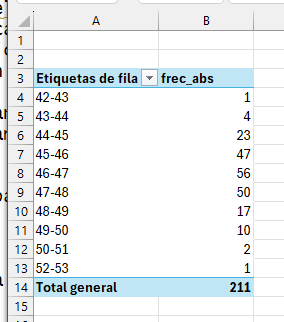 A B
1
2
3 Etiquetas de fila frec_abs
4 42-43 1
5 43-44 4
6 44-45 23
7 45-46 47
8 46-47 56
9 47-48 50
10 48-49 17
11 49-50 10
12 50-51 2
13 52-53 1
14 Total general 211
15